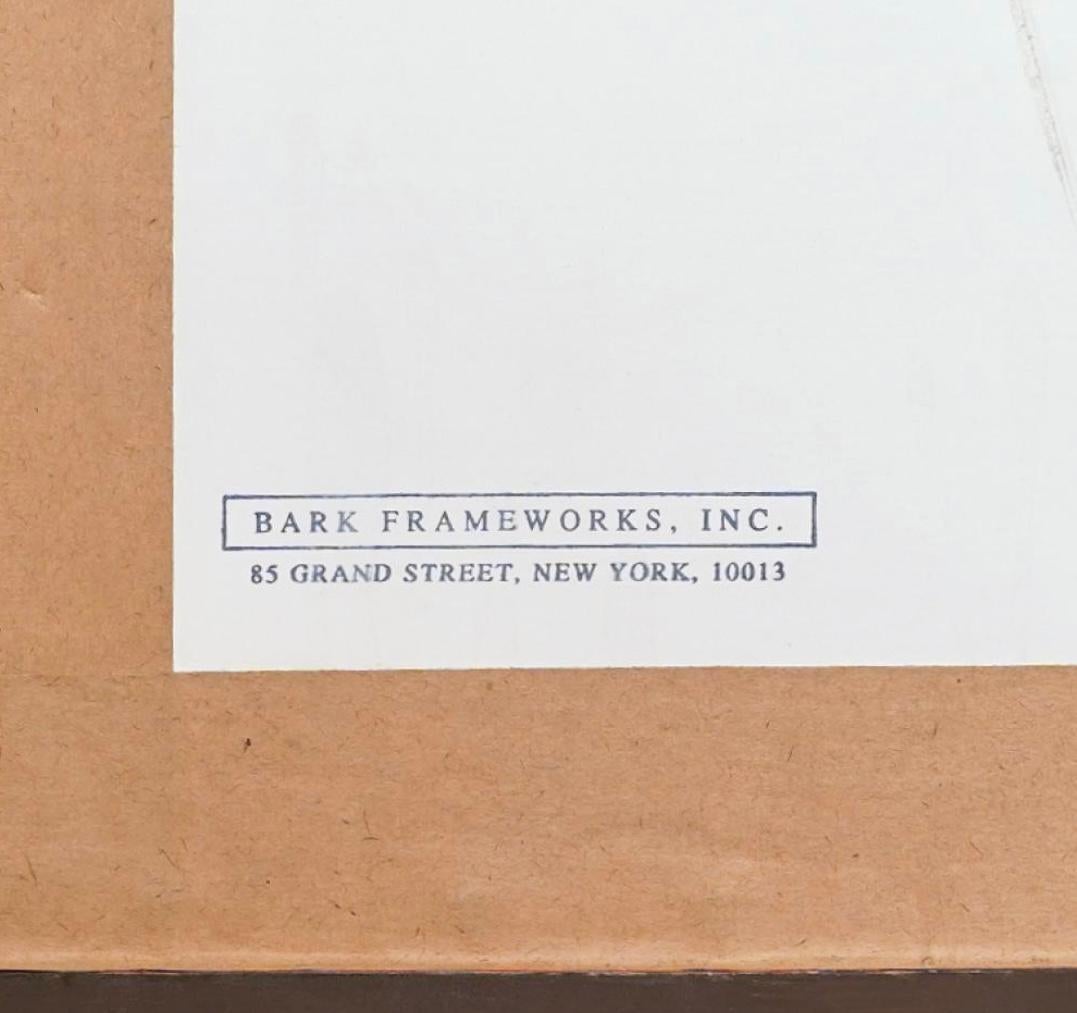 BARK FRAMEWORKS, INC.
85 GRAND STREET, NEW YORK, 10013